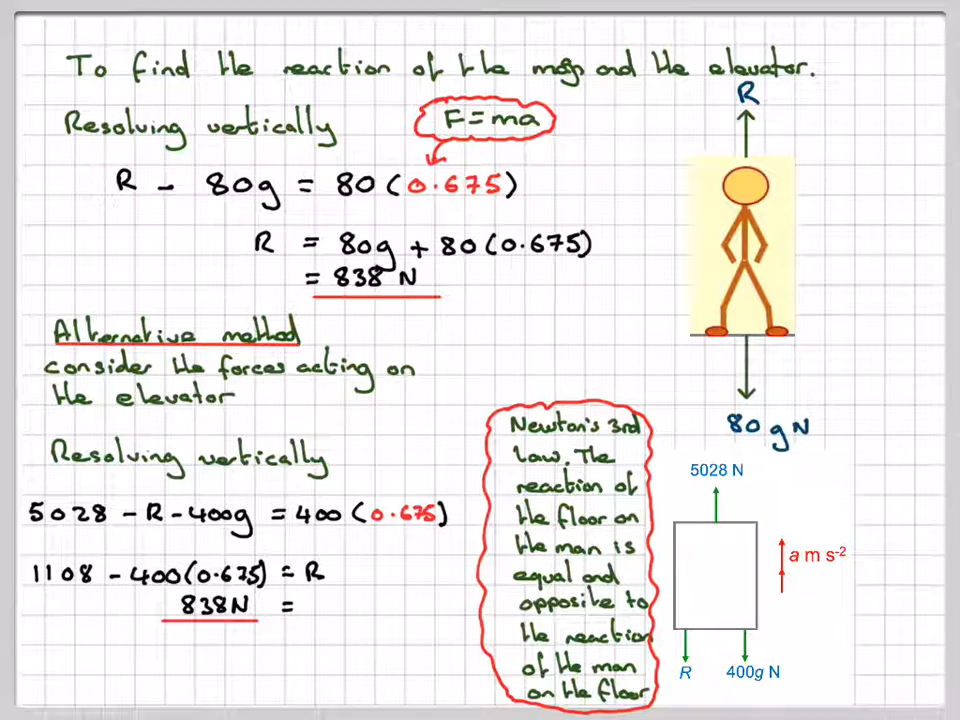 To find the reaction of the man and the elevator.
Resolving vertically
F = ma
R - 80g = 80(0.675)
R = 80g + 80(0.675)
= 838 N
R
80g N
Alternative method
consider the forces acting on
the elevator
Resolving vertically
5028 - R - 400g = 400(0.675)
1108 - 400(0.675) = R
838N =
Newton's 3rd
law. The
reaction of
the floor on
the man is
equal and
opposite to
the reaction
of the man
on the floor
5028 N
a m s⁻²
R
400g N